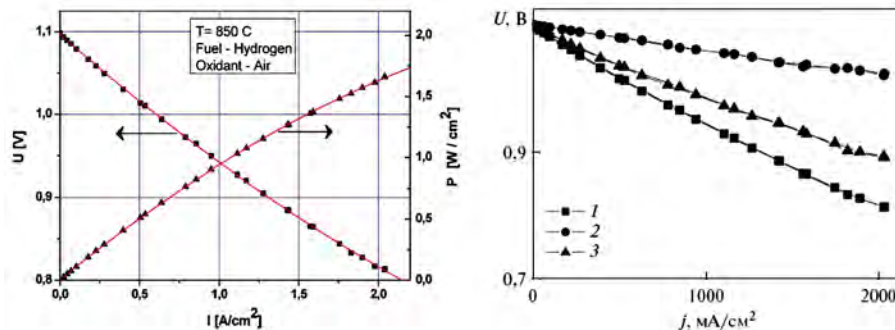 T= 850 C
Fuel - Hydrogen
Oxidant - Air
U [V]
1,1
1,0
0,9
0,8
P [W / cm²]
2,0
1,5
1,0
0,5
0,0
0,0 0,5 1,0 1,5 2,0
I [A/cm²]
U, В
0,9
0,7
1
2
3
0 1000 2000
j, мА/см²